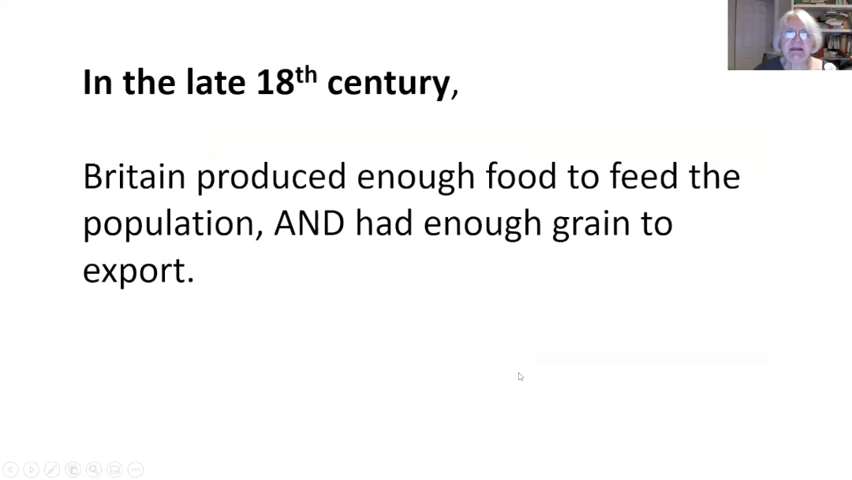 In the late 18th century,
Britain produced enough food to feed the
population, AND had enough grain to
export.